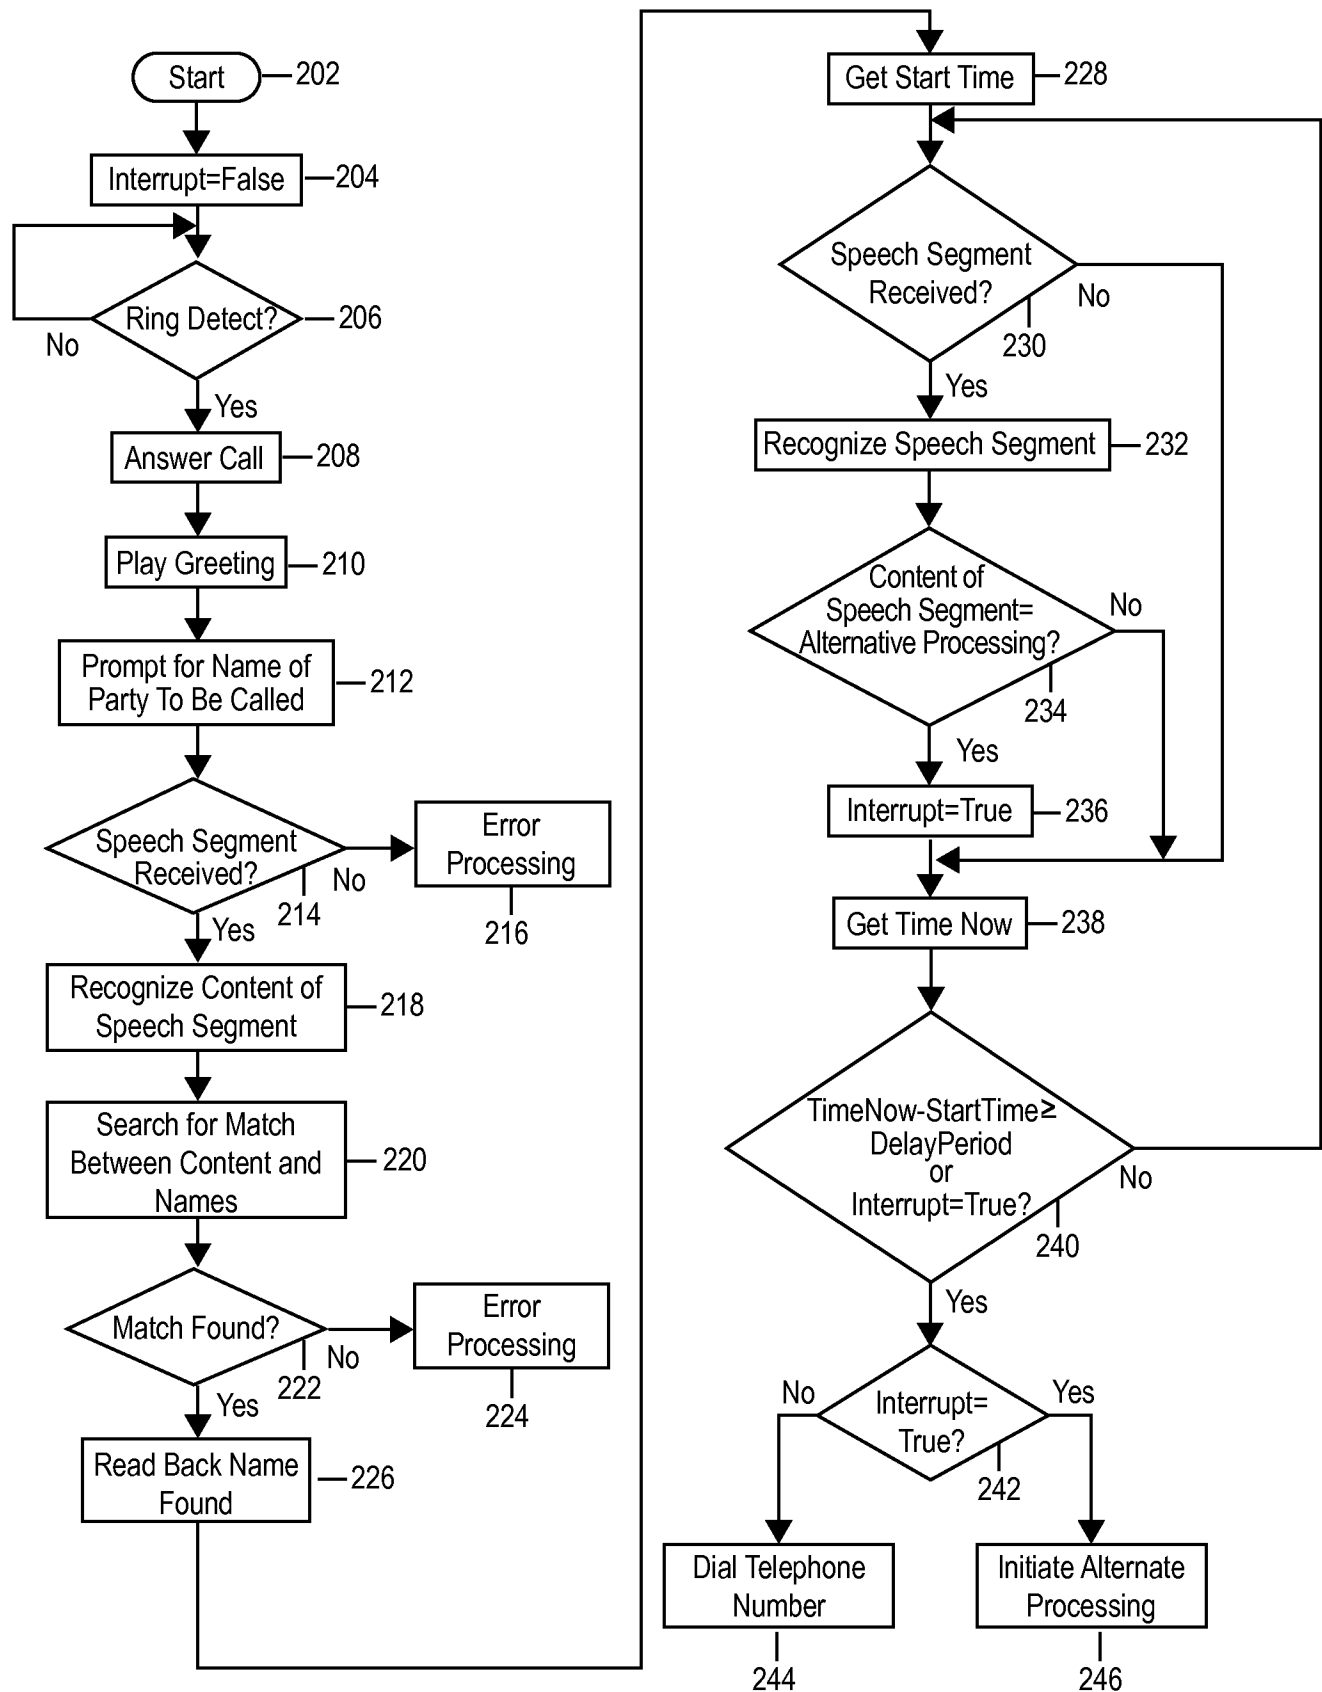 Start
202
Interrupt=False
204
Ring Detect?
206
No
Yes
Answer Call
208
Play Greeting
210
Prompt for Name of
Party To Be Called
212
Speech Segment
Received?
214
No
Error
Processing
216
Yes
Recognize Content of
Speech Segment
218
Search for Match
Between Content and
Names
220
Match Found?
222
No
Error
Processing
224
Yes
Read Back Name
Found
226
Get Start Time
228
Speech Segment
Received?
No
230
Yes
Recognize Speech Segment
232
Content of
Speech Segment=
Alternative Processing?
No
234
Yes
Interrupt=True
236
Get Time Now
238
TimeNow-StartTime≥
DelayPeriod
or
Interrupt=True?
No
240
Yes
Interrupt=
True?
No
Yes
242
Dial Telephone
Number
244
Initiate Alternate
Processing
246